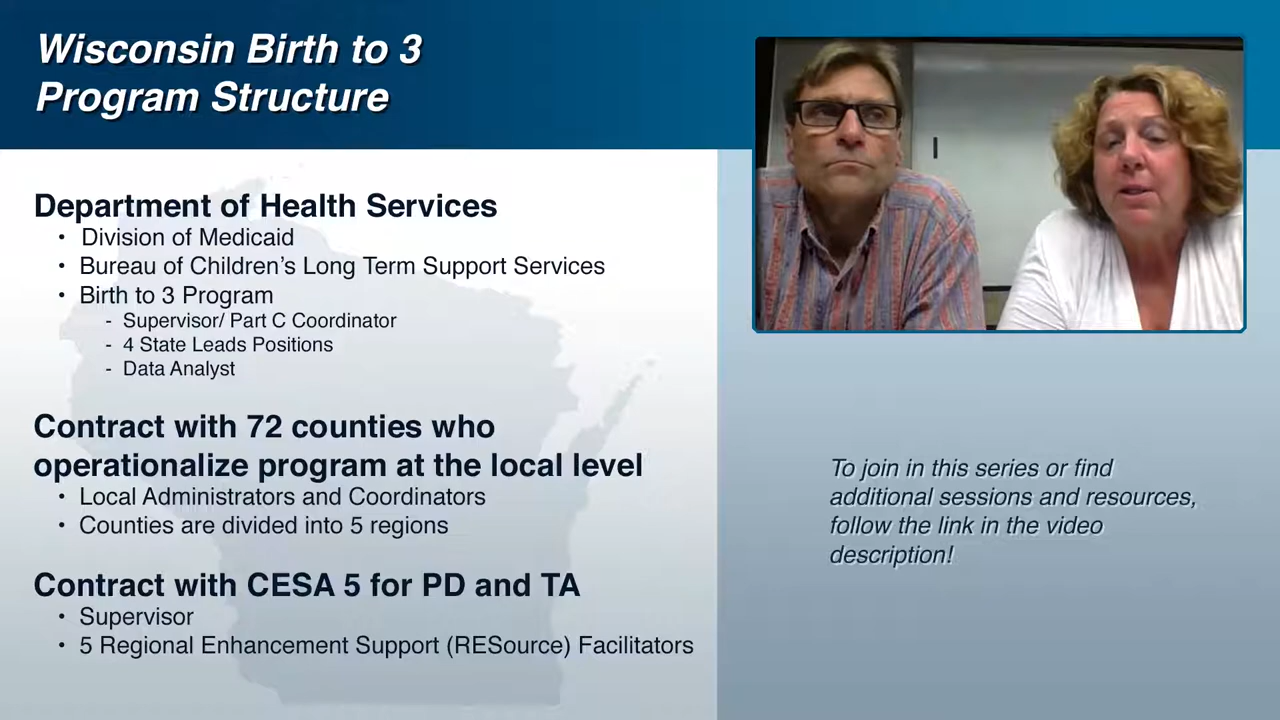 Wisconsin Birth to 3
Program Structure
Department of Health Services
• Division of Medicaid
• Bureau of Children’s Long Term Support Services
• Birth to 3 Program
- Supervisor/ Part C Coordinator
- 4 State Leads Positions
- Data Analyst
Contract with 72 counties who
operationalize program at the local level
• Local Administrators and Coordinators
• Counties are divided into 5 regions
Contract with CESA 5 for PD and TA
• Supervisor
• 5 Regional Enhancement Support (RESource) Facilitators
To join in this series or find
additional sessions and resources,
follow the link in the video
description!